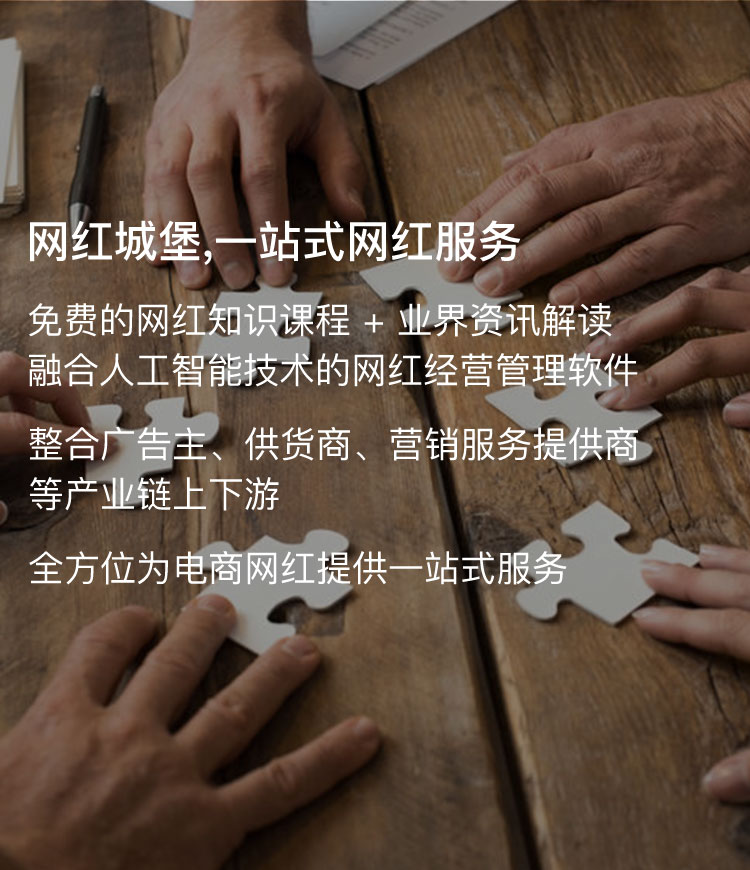 网红城堡,一站式网红服务
免费的网红知识课程 + 业界资讯解读
融合人工智能技术的网红经营管理软件
整合广告主、供货商、营销服务提供商
等产业链上下游
全方位为电商网红提供一站式服务